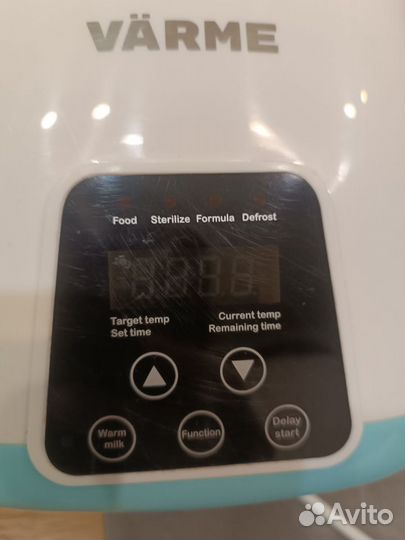 VÄRME
Food Sterilize Formula Defrost
Target temp Current temp
Set time Remaining time
Warm milk
Function
Delay start
Avito